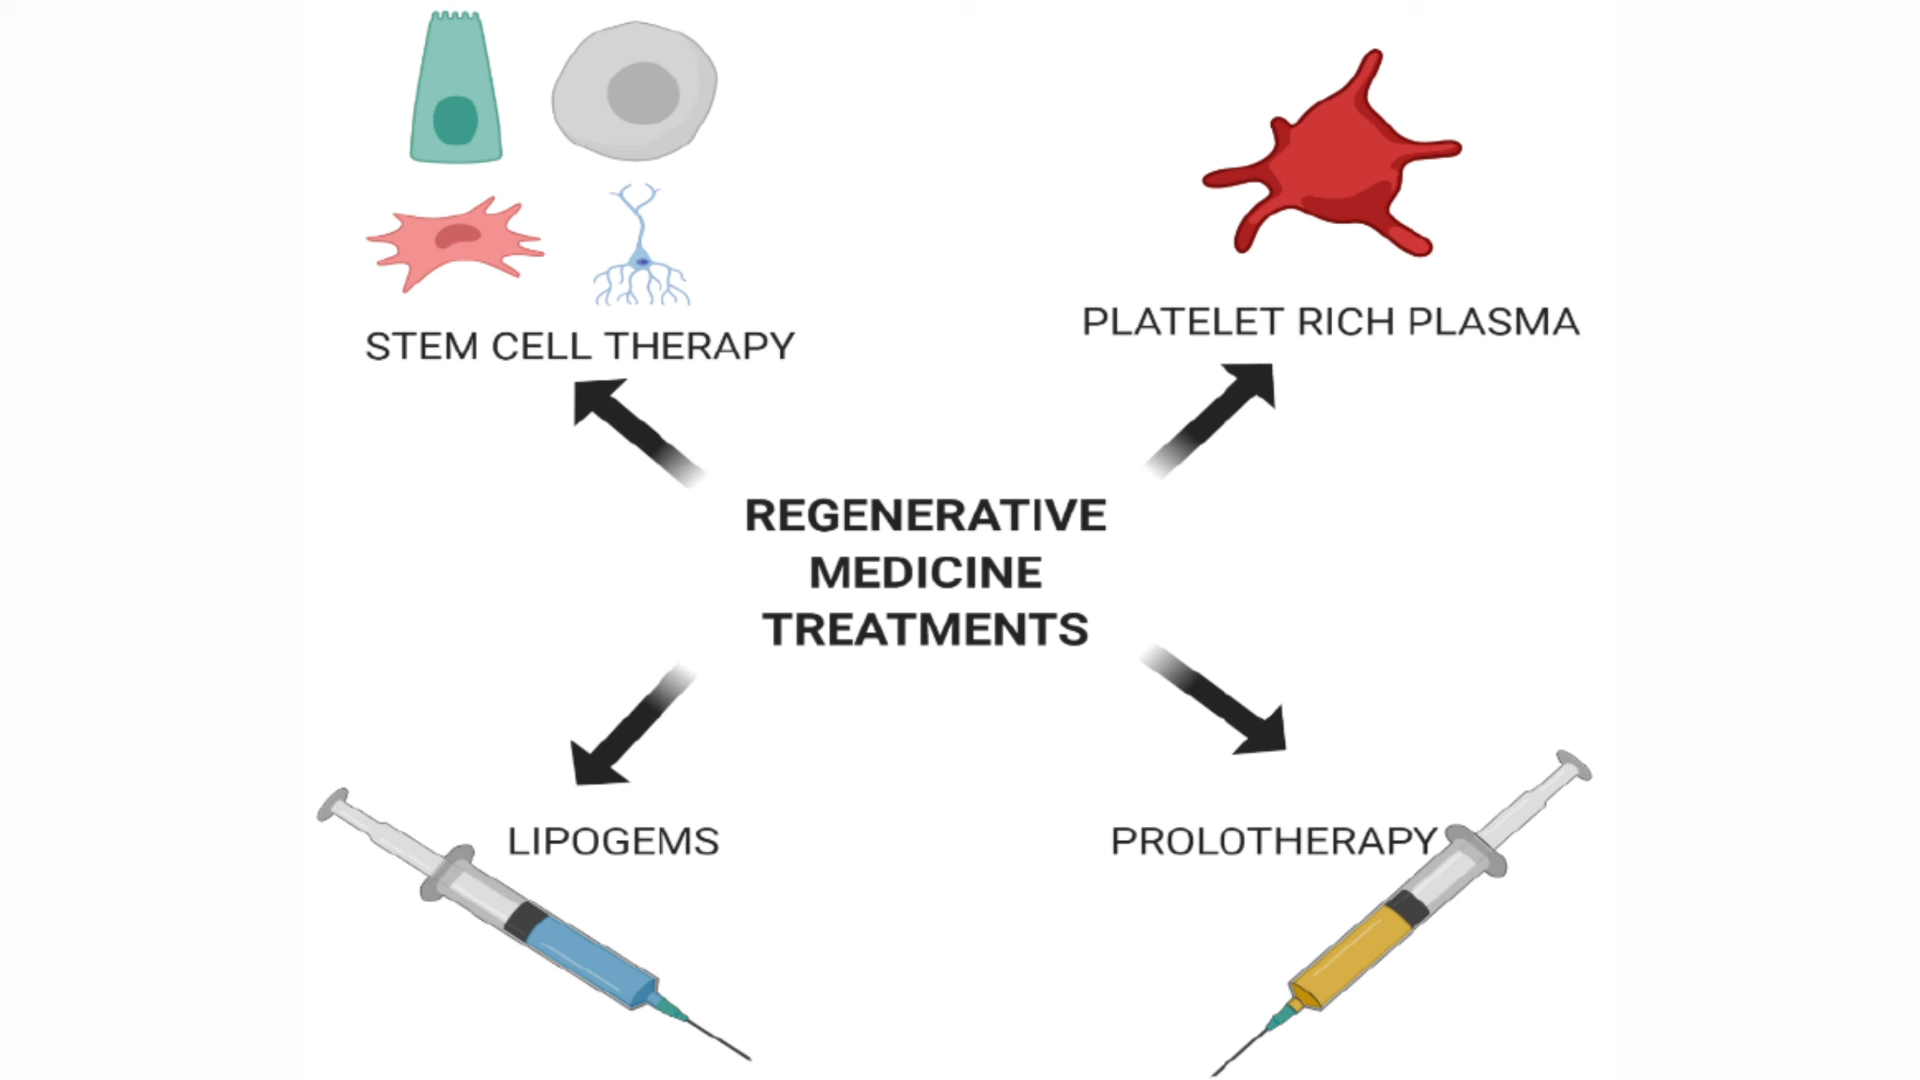 STEM CELL THERAPY
PLATELET RICH PLASMA
REGENERATIVE
MEDICINE
TREATMENTS
LIPOGEMS
PROLOTHERAPY